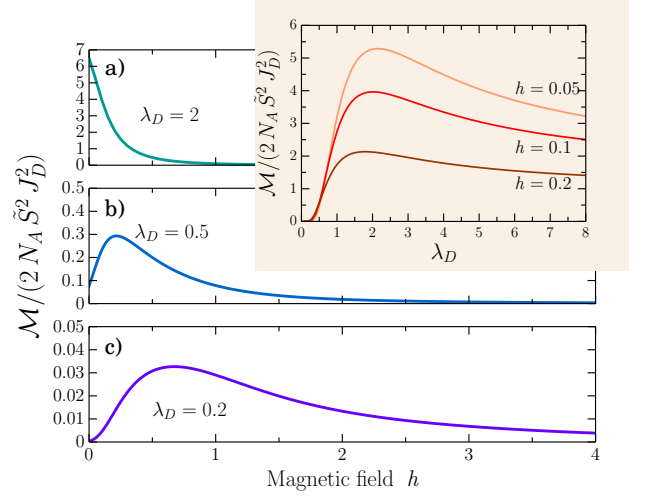 a)
λ_D = 2
7
6
5
4
3
2
1
0
b)
λ_D = 0.5
0.5
0.4
0.3
0.2
0.1
0
c)
λ_D = 0.2
0.05
0.04
0.03
0.02
0.01
0
0 1 2 3 4
Magnetic field h
ℳ/(2 N_A S̃² J_D²)
6
5
4
3
2
1
0
h = 0.05
h = 0.1
h = 0.2
0 1 2 3 4 5 6 7 8
λ_D
ℳ/(2 N_A S̃² J_D²)